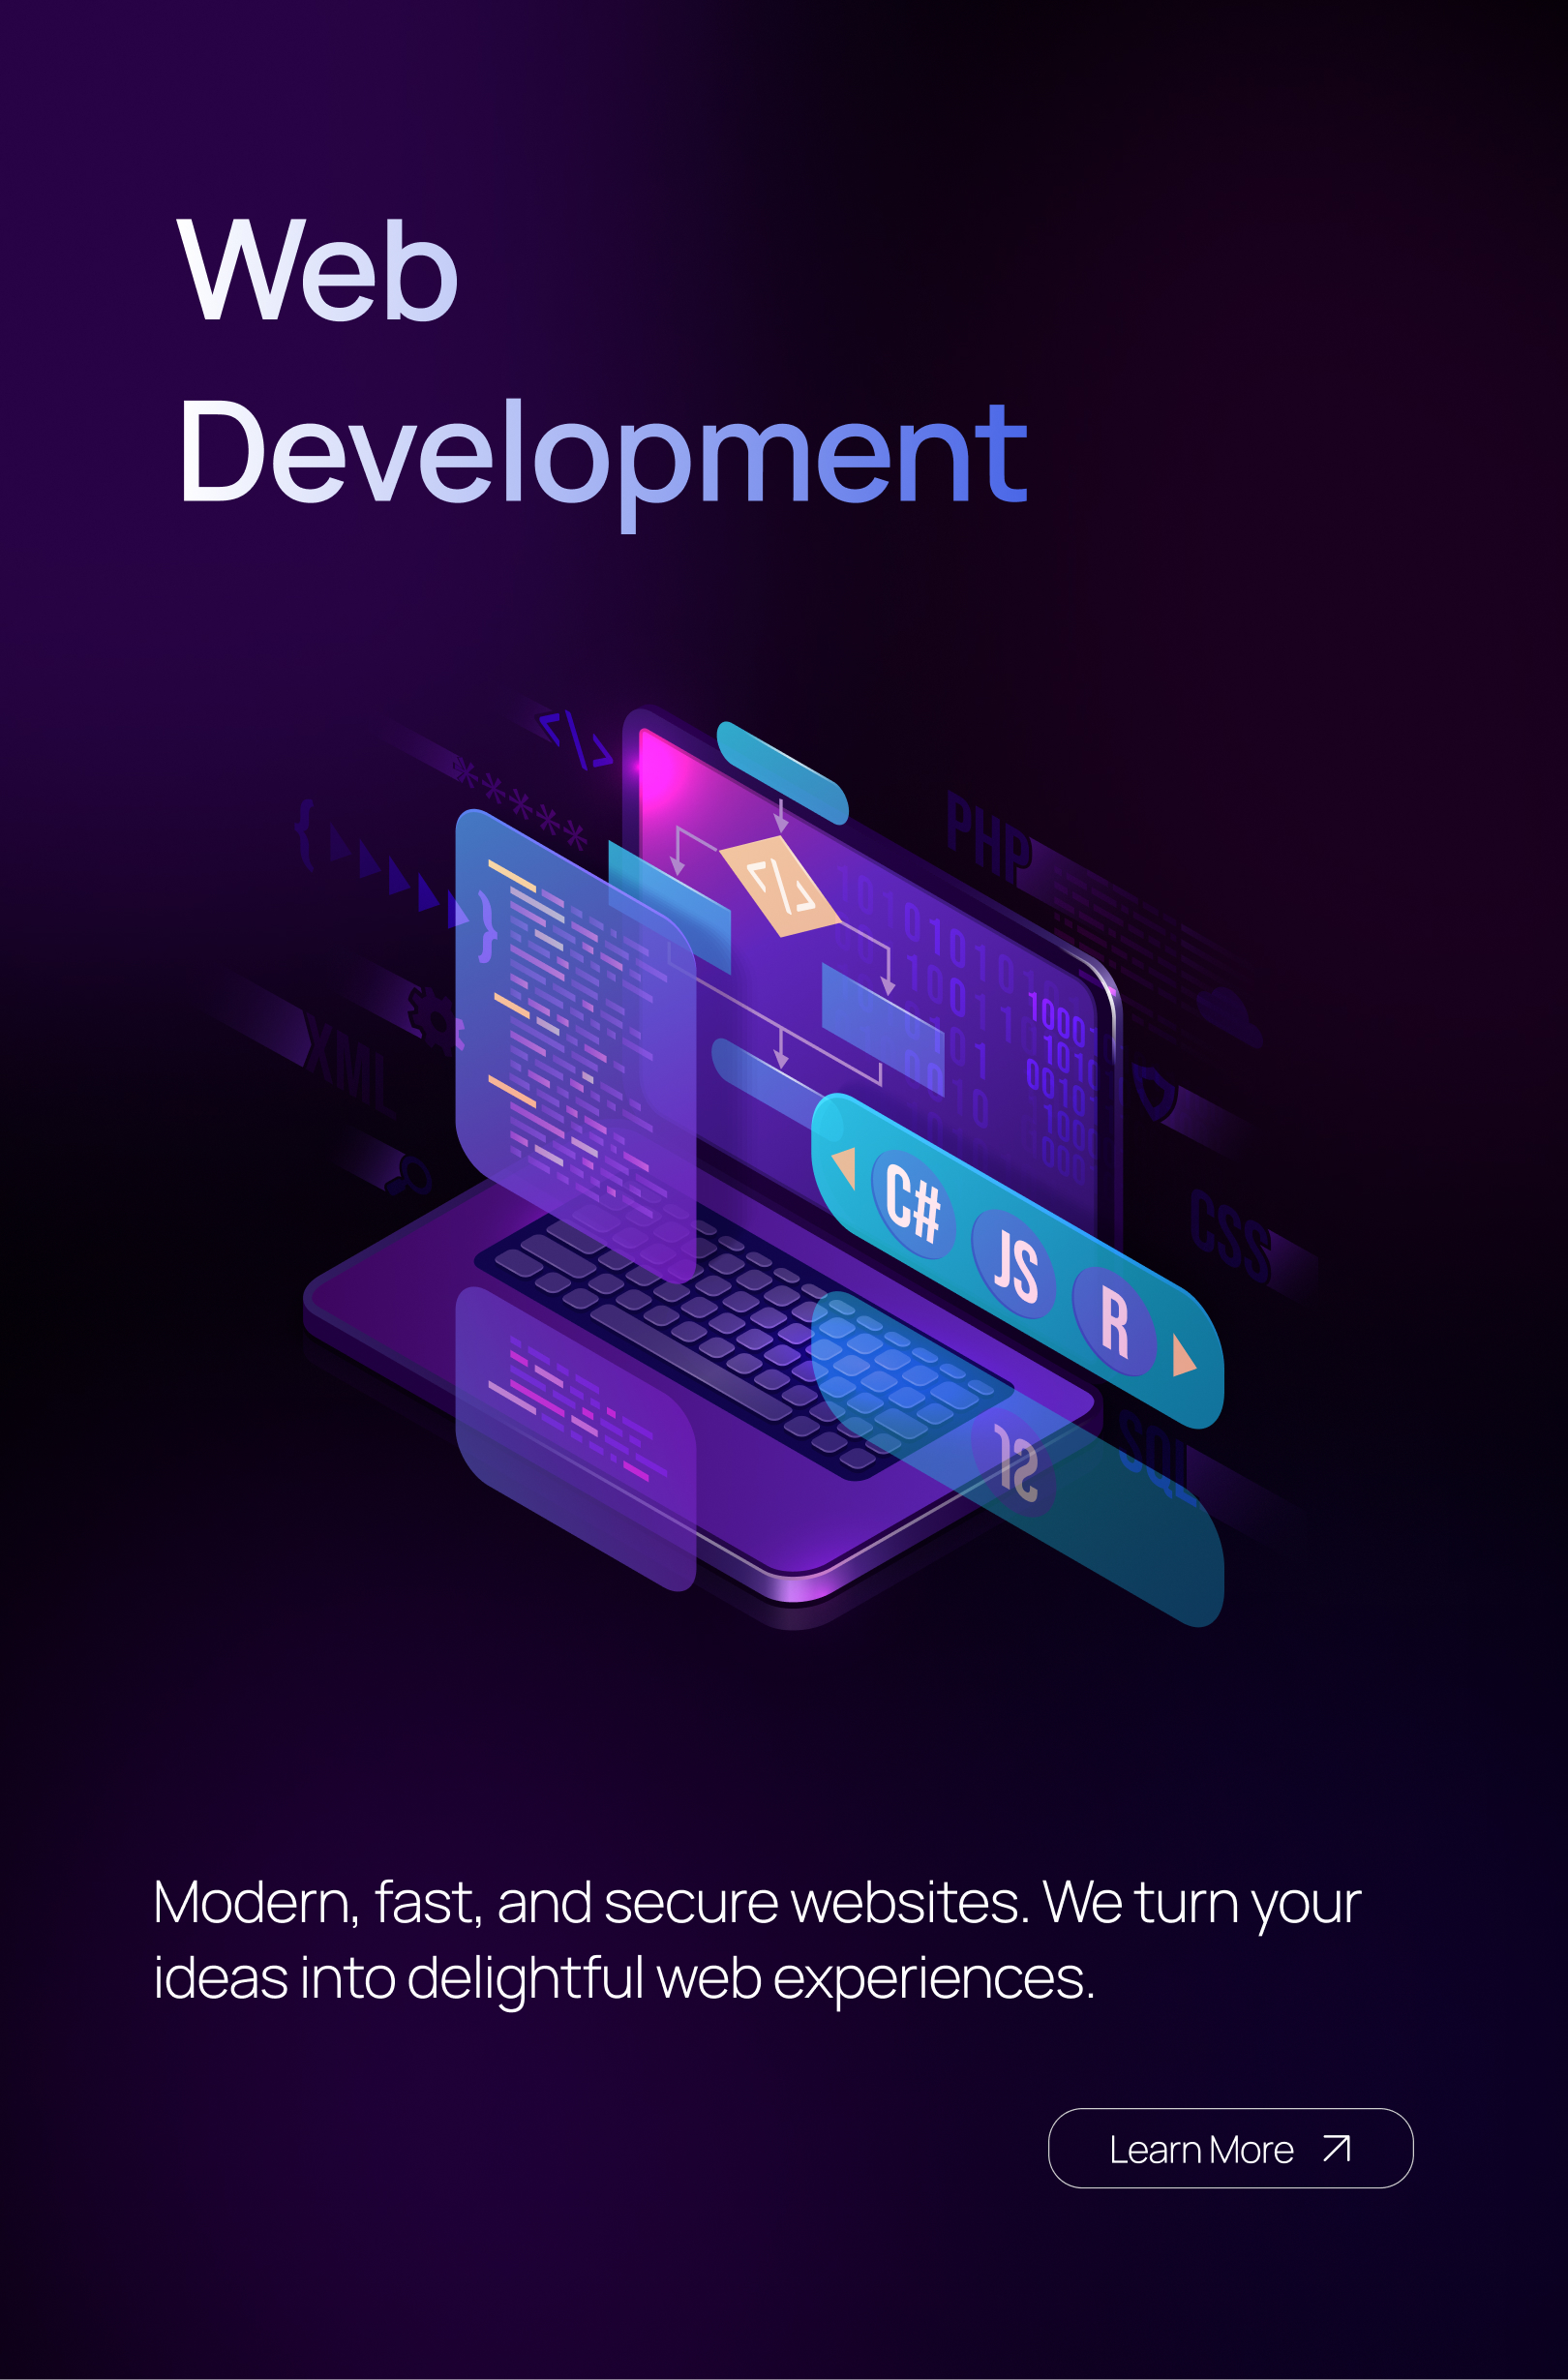 Web
Development
</>
*****
{
}
PHP
</>
XML
CSS
C#
JS
R
SQL
Modern, fast, and secure websites. We turn your
ideas into delightful web experiences.
Learn More